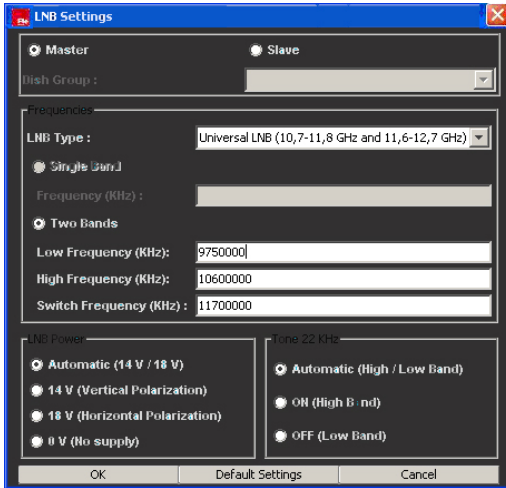 LNB Settings
Master
Slave
Dish Group :
Frequencies
LNB Type :
Universal LNB (10,7-11,8 GHz and 11,6-12,7 GHz)
Single Band
Frequency (KHz) :
Two Bands
Low Frequency (KHz):
9750000
High Frequency (KHz):
10600000
Switch Frequency (KHz) :
11700000
LNB Power
Automatic (14 V / 18 V)
14 V (Vertical Polarization)
18 V (Horizontal Polarization)
0 V (No supply)
Tone 22 KHz
Automatic (High / Low Band)
ON (High Band)
OFF (Low Band)
OK
Default Settings
Cancel